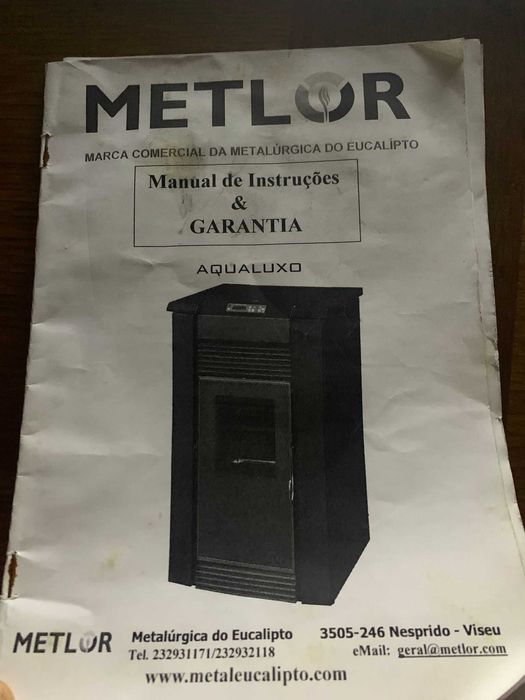 METLOR
MARCA COMERCIAL DA METALÚRGICA DO EUCALÍPTO
Manual de Instruções
&
GARANTIA
AQUALUXO
METLOR
Metalúrgica do Eucalipto 3505-246 Nesprido - Viseu
Tel. 232931171/232932118 eMail: geral@metlor.com
www.metaleucalipto.com